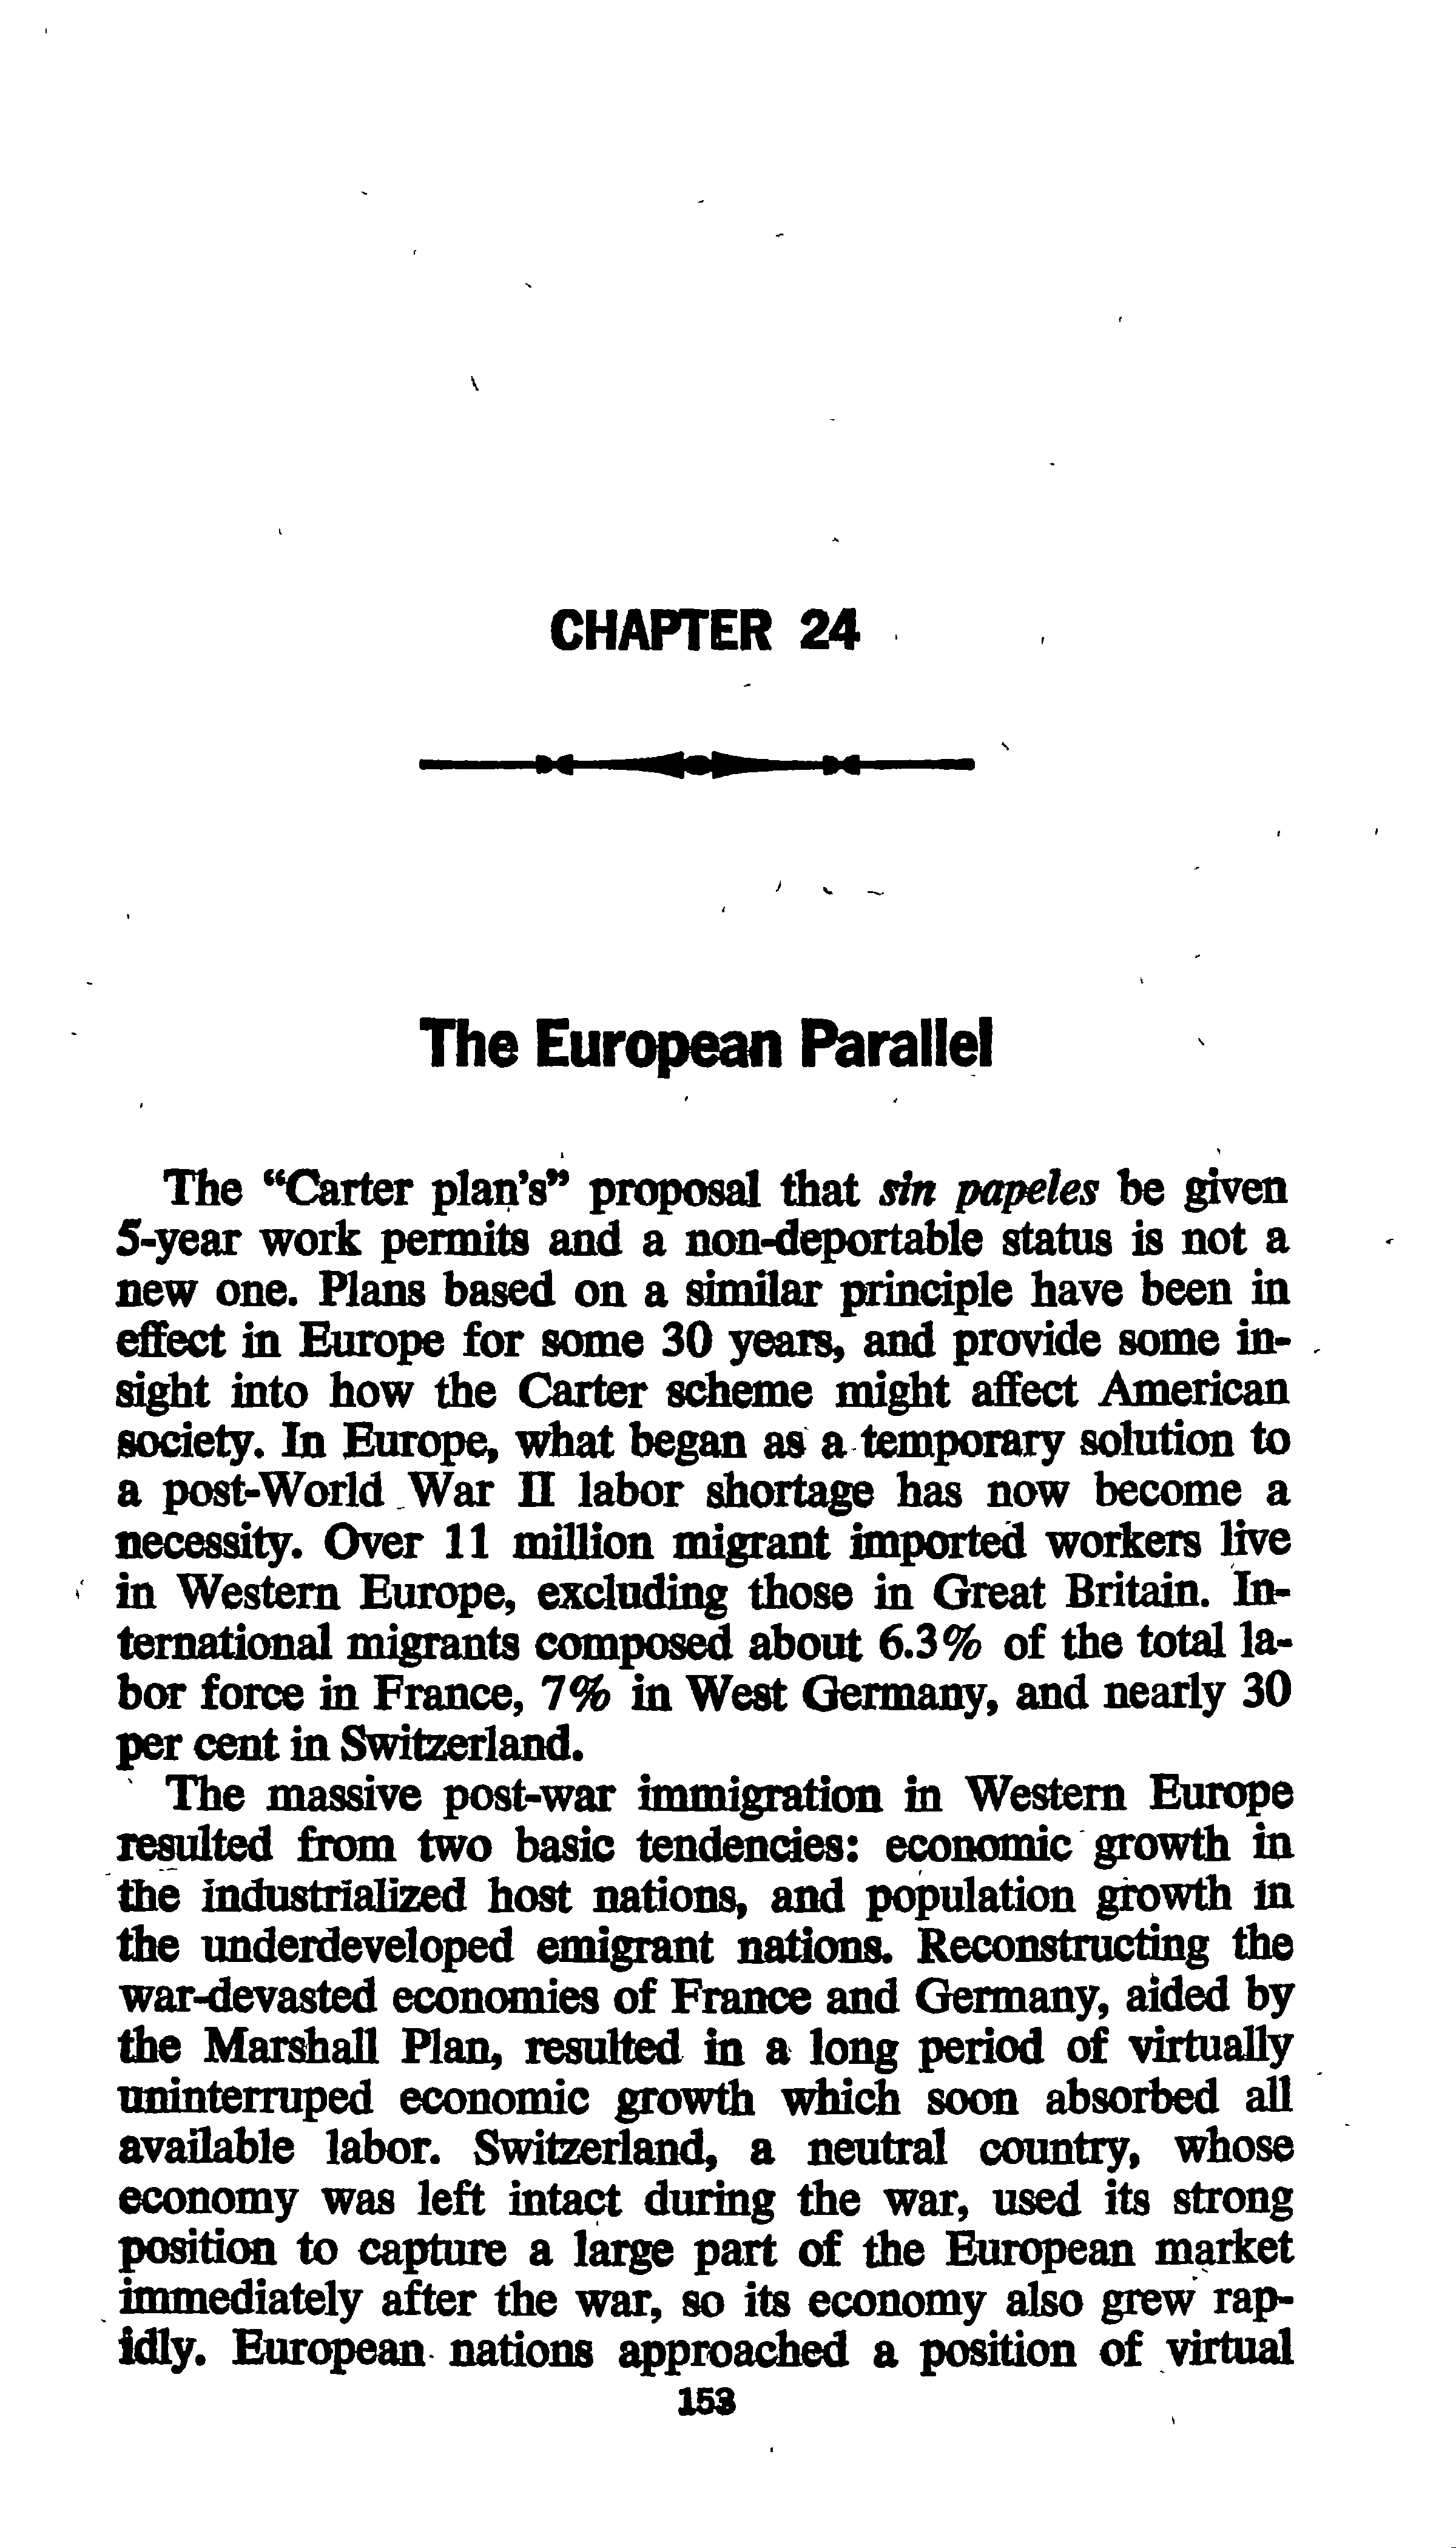 CHAPTER 24
The European Parallel
The “Carter plan's” proposal that sin papeles be given
5-year work permits and a non-deportable status is not a
new one. Plans based on a similar principle have been in
effect in Europe for some 30 years, and provide some in-
sight into how the Carter scheme might affect American
society. In Europe, what began as a temporary solution to
a post-World War II labor shortage has now become a
necessity. Over 11 million migrant imported workers live
in Western Europe, excluding those in Great Britain. In-
ternational migrants composed about 6.3% of the total la-
bor force in France, 7% in West Germany, and nearly 30
per cent in Switzerland.
The massive post-war immigration in Western Europe
resulted from two basic tendencies: economic growth in
the industrialized host nations, and population growth in
the underdeveloped emigrant nations. Reconstructing the
war-devasted economies of France and Germany, aided by
the Marshall Plan, resulted in a long period of virtually
uninterruped economic growth which soon absorbed all
available labor. Switzerland, a neutral country, whose
economy was left intact during the war, used its strong
position to capture a large part of the European market
immediately after the war, so its economy also grew rap-
idly. European nations approached a position of virtual
153